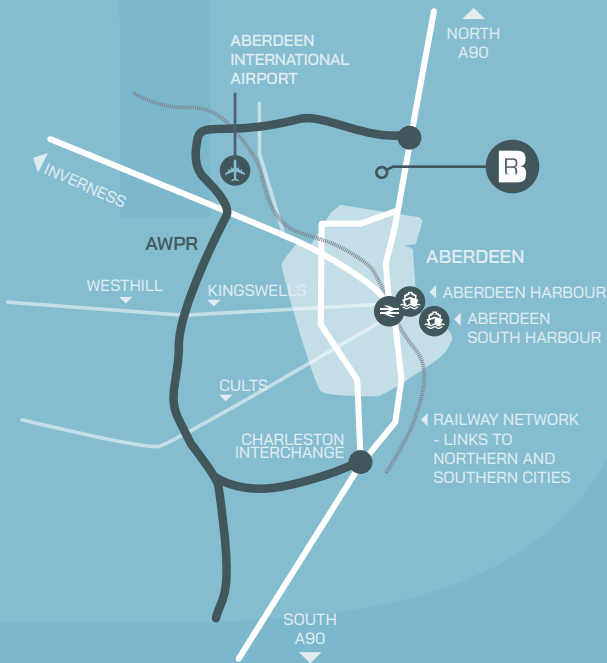 NORTH
A90
ABERDEEN
INTERNATIONAL
AIRPORT
BR
INVERNESS
AWPR
ABERDEEN
WESTHILL
KINGSWELLS
ABERDEEN HARBOUR
ABERDEEN
SOUTH HARBOUR
CULTS
CHARLESTON
INTERCHANGE
RAILWAY NETWORK
- LINKS TO
NORTHERN AND
SOUTHERN CITIES
SOUTH
A90